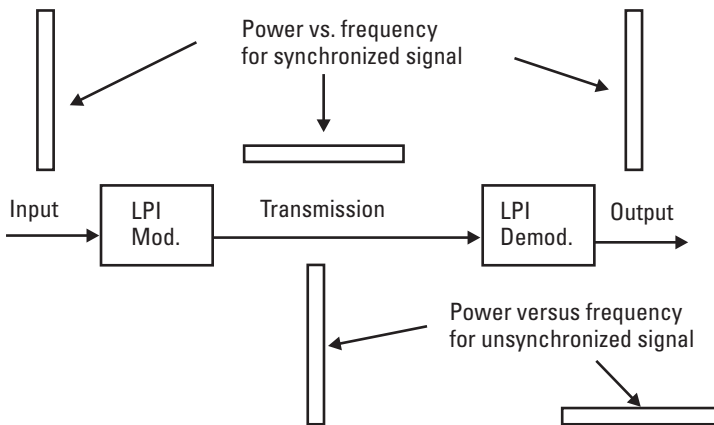 Power vs. frequency
for synchronized signal
Input
LPI
Mod.
Transmission
LPI
Demod.
Output
Power versus frequency
for unsynchronized signal